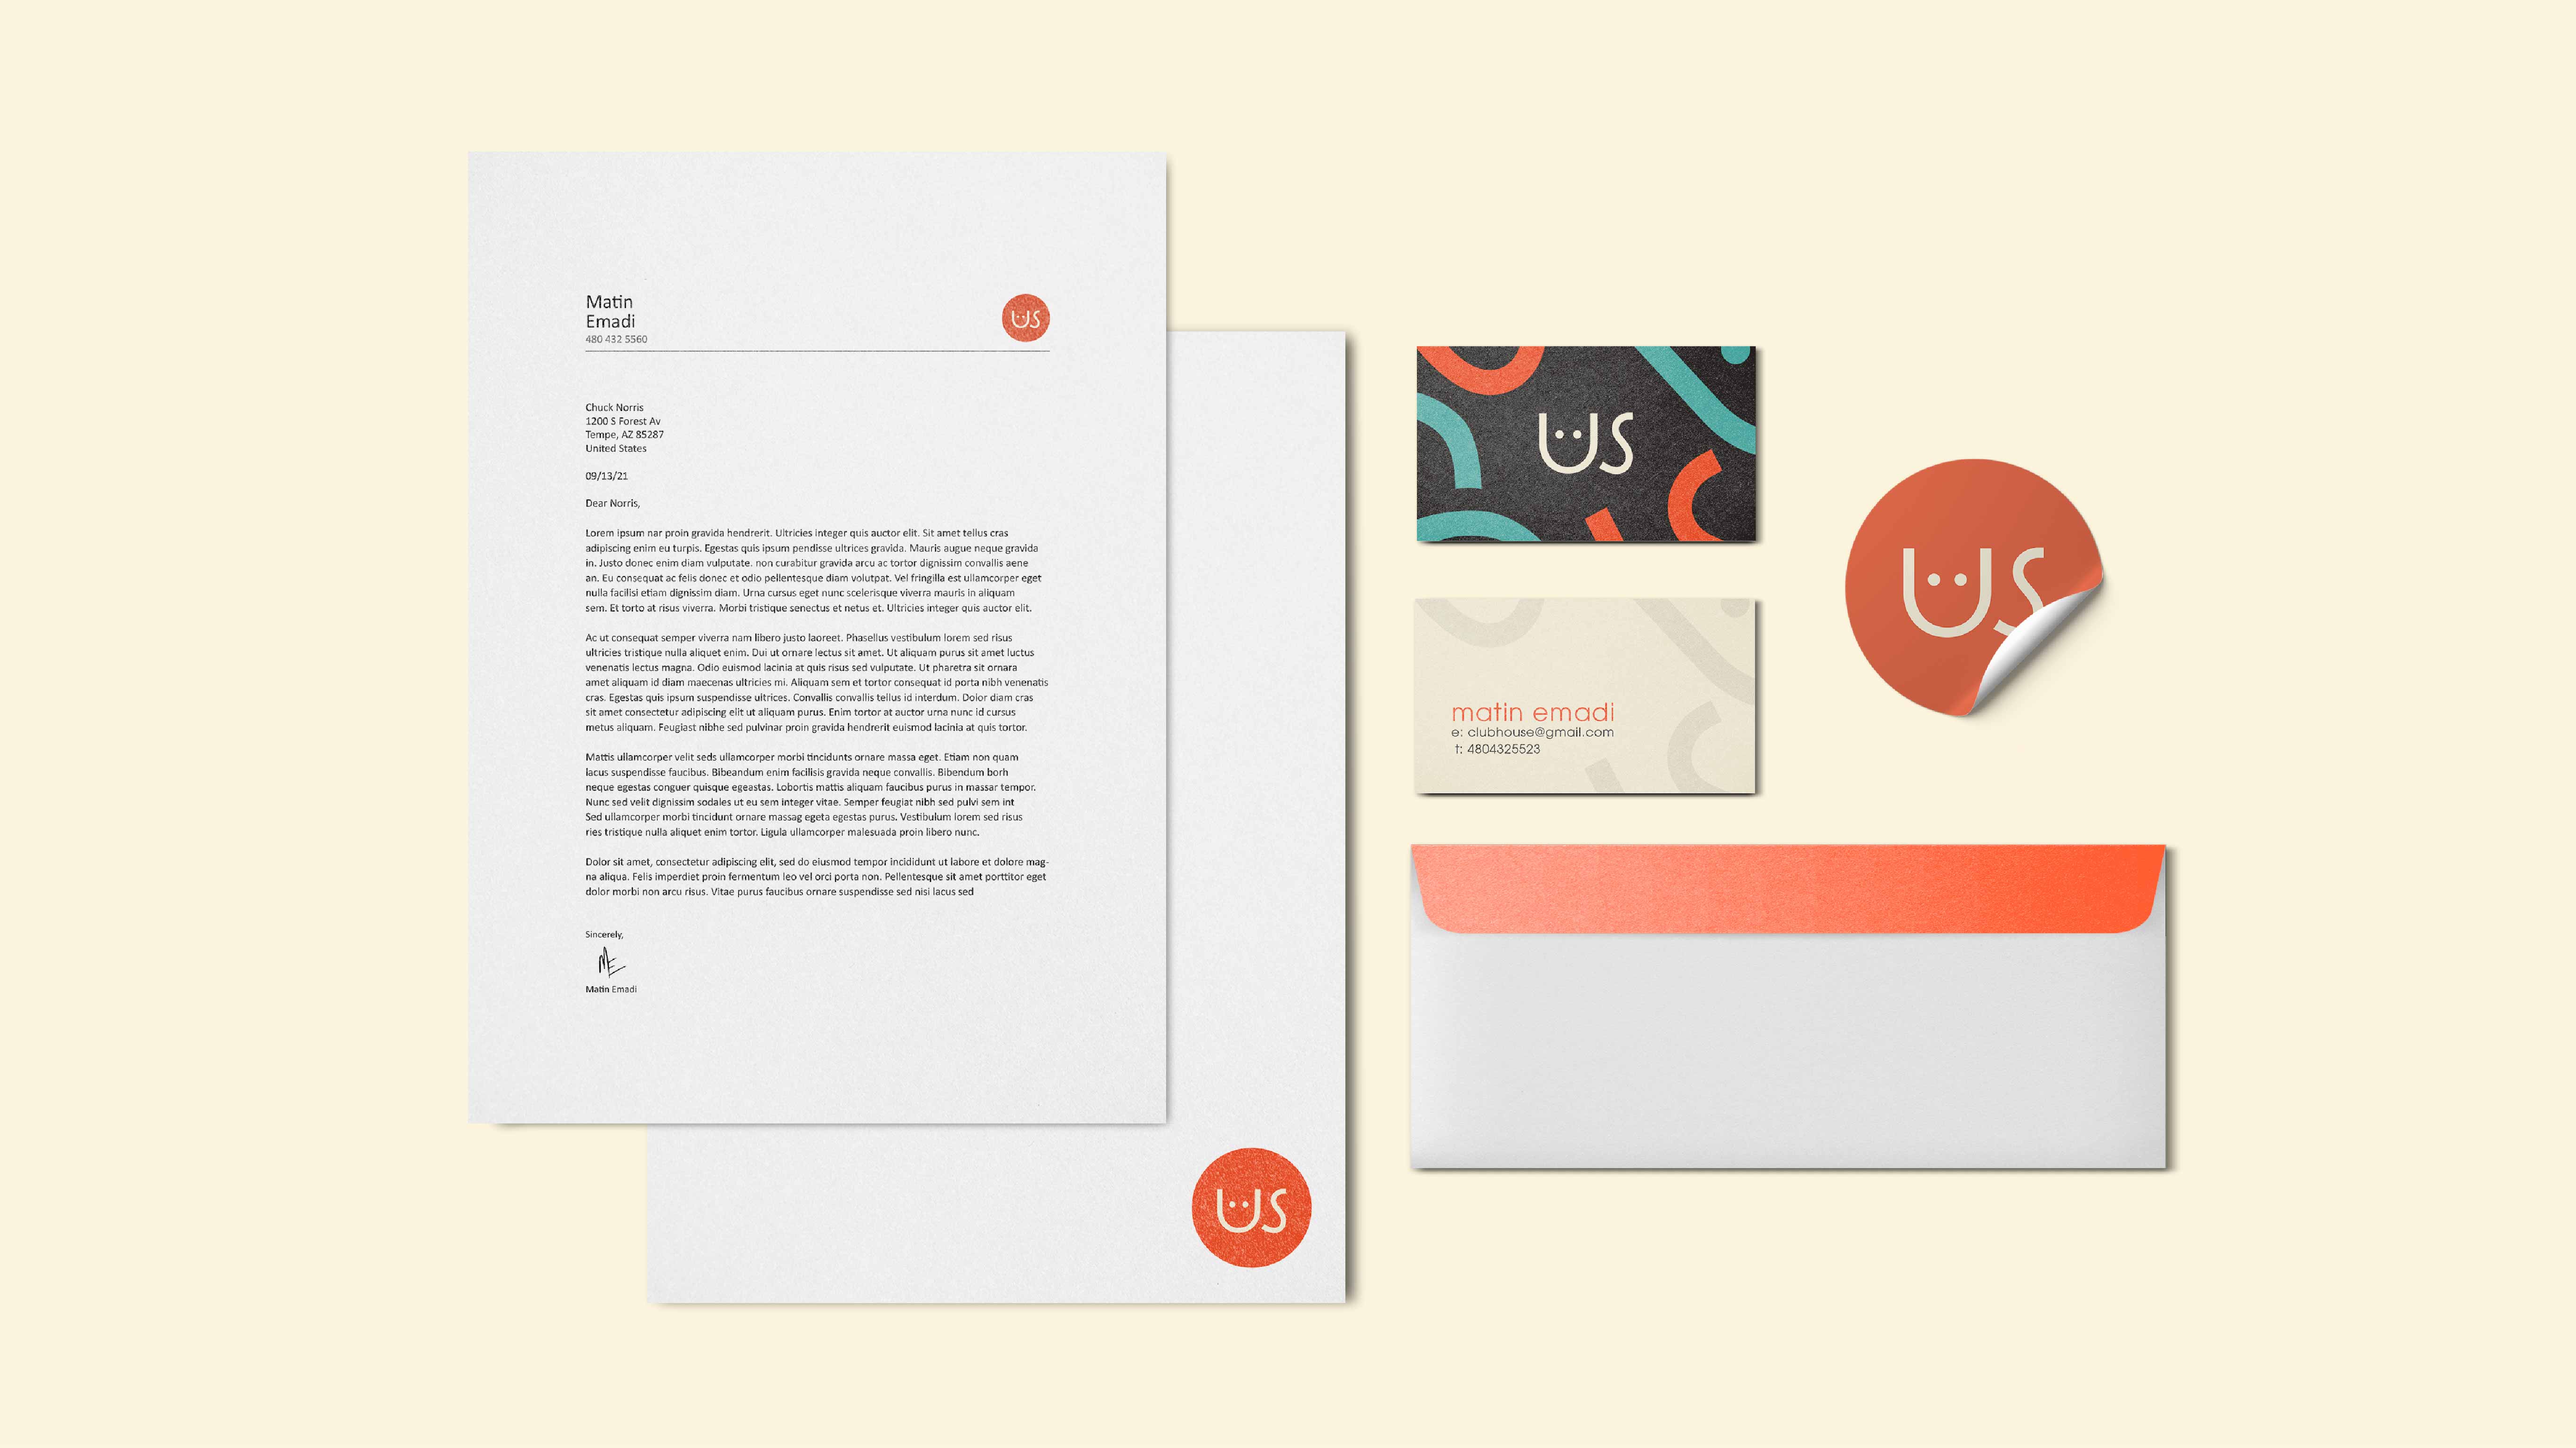 Matin
Emadi
480 432 5560
US
Chuck Norris
1200 S Forest Av
Tempe, AZ 85287
United States
09/13/21
Dear Norris,
Lorem ipsum nar proin gravida hendrerit. Ultricies integer quis auctor elit. Sit amet tellus cras
adipiscing enim eu turpis. Egestas quis ipsum pendisse ultrices gravida. Mauris augue neque gravida
in. Justo donec enim diam vulputate. non curabitur gravida arcu ac tortor dignissim convallis aene
an. Eu consequat ac felis donec et odio pellentesque diam volutpat. Vel fringilla est ullamcorper eget
nulla facilisi etiam dignissim diam. Urna cursus eget nunc scelerisque viverra mauris in aliquam
sem. Et torto at risus viverra. Morbi tristique senectus et netus et. Ultricies integer quis auctor elit.
Ac ut consequat semper viverra nam libero justo laoreet. Phasellus vestibulum lorem sed risus
ultricies tristique nulla aliquet enim. Dui ut ornare lectus sit amet. Ut aliquam purus sit amet luctus
venenatis lectus magna. Odio euismod lacinia at quis risus sed vulputate. Ut pharetra sit ornara
amet aliquam id diam maecenas ultricies mi. Aliquam sem et tortor consequat id porta nibh venenatis
cras. Egestas quis ipsum suspendisse ultrices. Convallis convallis tellus id interdum. Dolor diam cras
sit amet consectetur adipiscing elit ut aliquam purus. Enim tortor at auctor urna nunc id cursus
metus aliquam. Feugiast nibhe sed pulvinar proin gravida hendrerit euismod lacinia at quis tortor.
Mattis ullamcorper velit seds ullamcorper morbi tincidunts ornare massa eget. Etiam non quam
lacus suspendisse faucibus. Bibeandum enim facilisis gravida neque convallis. Bibendum borh
neque egestas conguer quisque egeastas. Lobortis mattis aliquam faucibus purus in massar tempor.
Nunc sed velit dignissim sodales ut eu sem integer vitae. Semper feugiat nibh sed pulvi sem int
Sed ullamcorper morbi tincidunt ornare massag egeta egestas purus. Vestibulum lorem sed risus
ries tristique nulla aliquet enim tortor. Ligula ullamcorper malesuada proin libero nunc.
Dolor sit amet, consectetur adipiscing elit, sed do eiusmod tempor incididunt ut labore et dolore mag-
na aliqua. Felis imperdiet proin fermentum leo vel orci porta non. Pellentesque sit amet porttitor eget
dolor morbi non arcu risus. Vitae purus faucibus ornare suspendisse sed nisi lacus sed
Sincerely,
ME
Matin Emadi
US
US
matin emadi
e: clubhouse@gmail.com
t: 4804325523
US